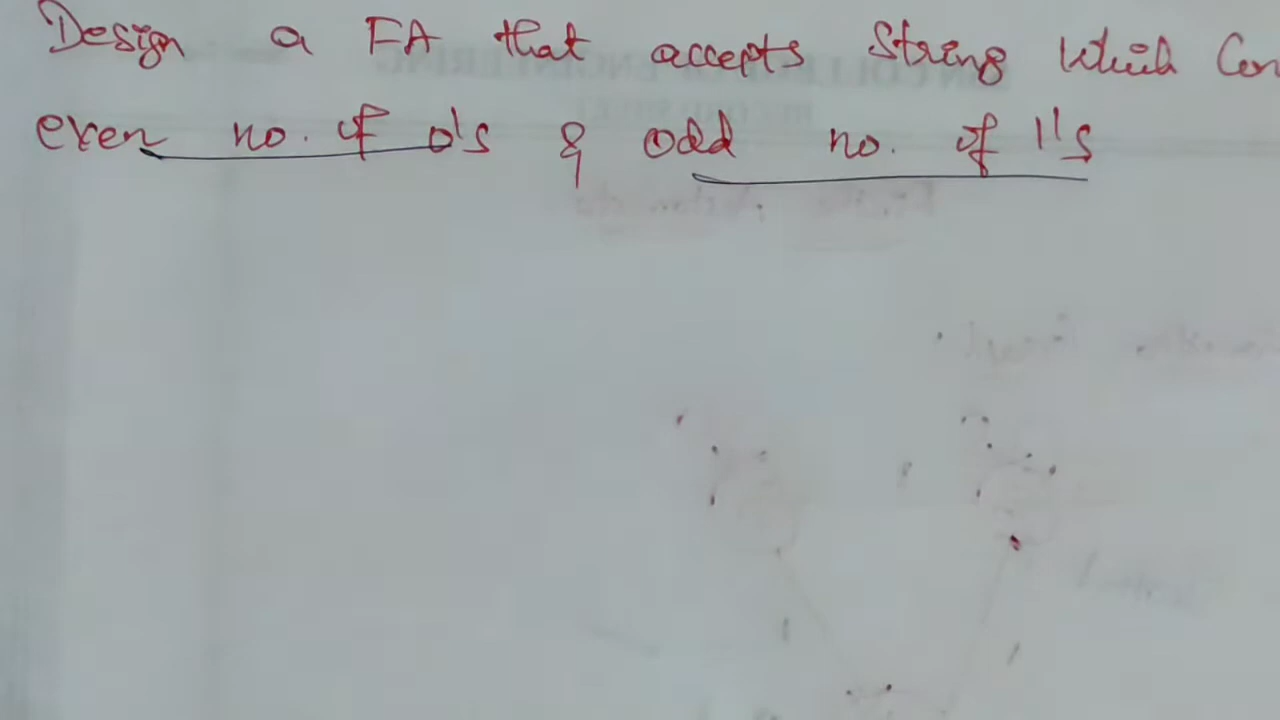 Design a FA that accepts String which Con
even no. of 0's & odd no. of 1's